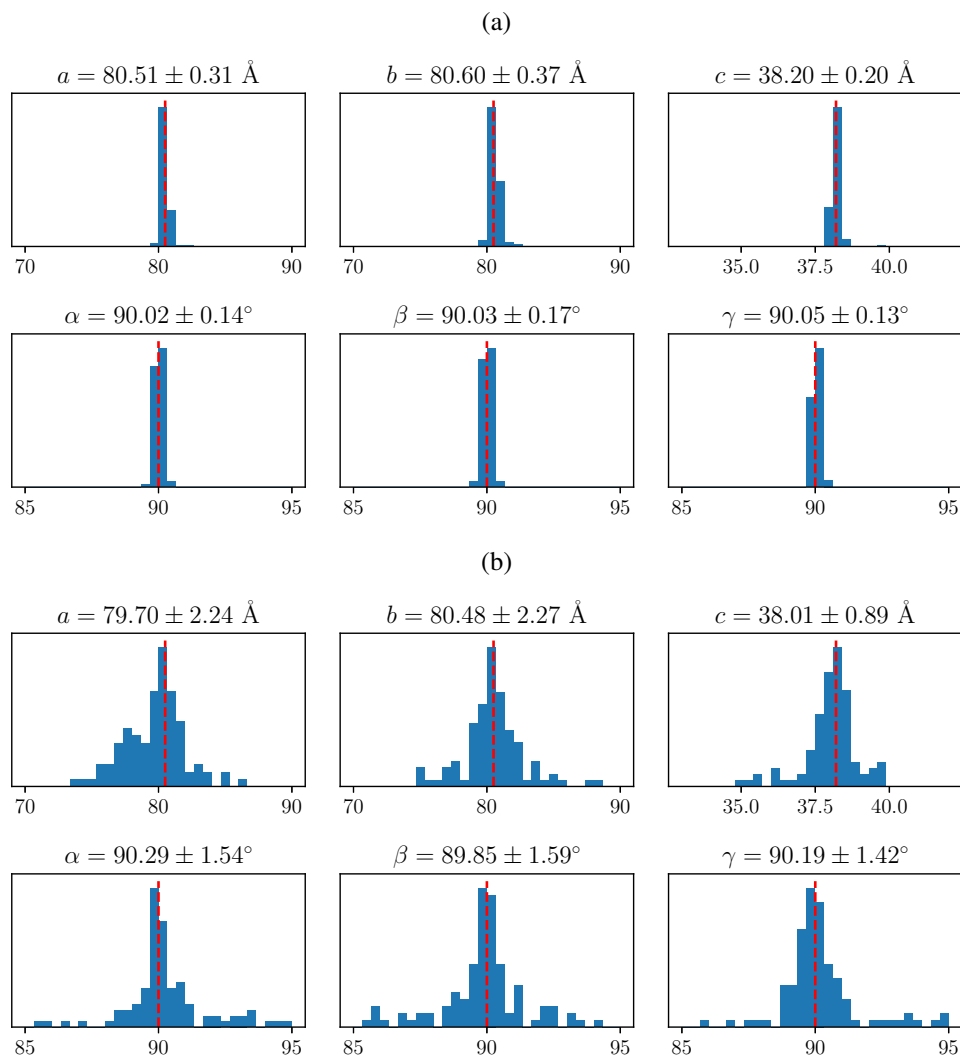 (a)
a = 80.51 ± 0.31 Å b = 80.60 ± 0.37 Å c = 38.20 ± 0.20 Å
70 80 90 70 80 90 35.0 37.5 40.0
α = 90.02 ± 0.14° β = 90.03 ± 0.17° γ = 90.05 ± 0.13°
85 90 95 85 90 95 85 90 95
(b)
a = 79.70 ± 2.24 Å b = 80.48 ± 2.27 Å c = 38.01 ± 0.89 Å
70 80 90 70 80 90 35.0 37.5 40.0
α = 90.29 ± 1.54° β = 89.85 ± 1.59° γ = 90.19 ± 1.42°
85 90 95 85 90 95 85 90 95